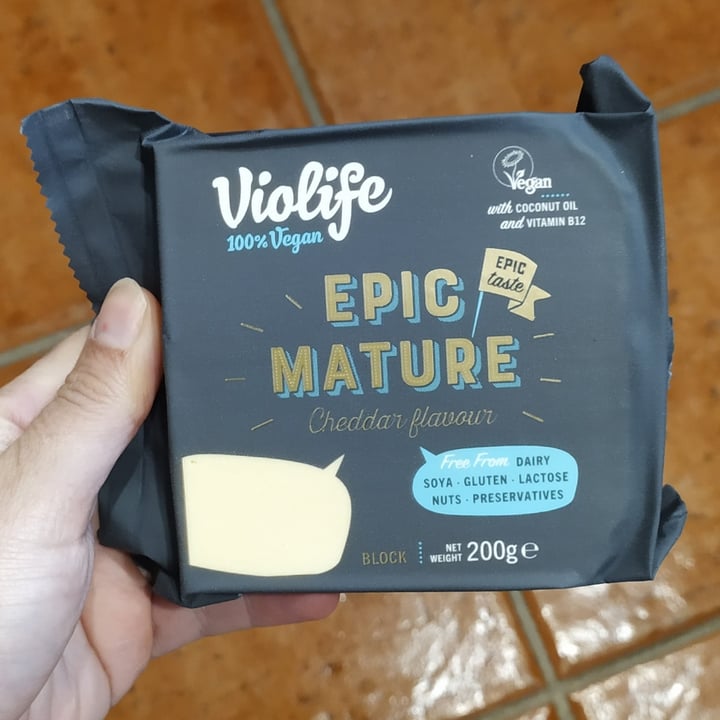 Violife
100% Vegan
Vegan
with COCONUT OIL
and VITAMIN B12
EPIC
taste
EPIC
MATURE
Cheddar flavour
Free From DAIRY
SOYA · GLUTEN · LACTOSE
NUTS · PRESERVATIVES
BLOCK
NET
WEIGHT 200g ℮